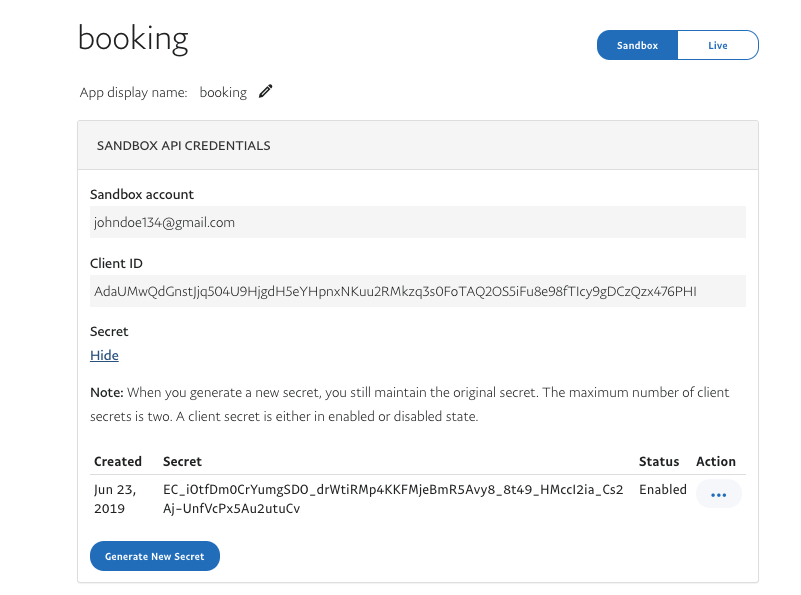 booking
Sandbox Live
App display name: booking
SANDBOX API CREDENTIALS
Sandbox account
johndoe134@gmail.com
Client ID
AdaUMwQdGnstJjq504U9HjgdH5eYHpnxNKuu2RMkzq3s0FoTAQ2OS5iFu8e98fTIcy9gDCzQzx476PHI
Secret
Hide
Note: When you generate a new secret, you still maintain the original secret. The maximum number of client
secrets is two. A client secret is either in enabled or disabled state.
Created Secret Status Action
Jun 23, EC_iOtfDm0CrYumgSDO_drWtiRMp4KKFMjeBmR5Avy8_8t49_HMccI2ia_Cs2 Enabled
2019 Aj-UnfVcPx5Au2utuCv
Generate New Secret